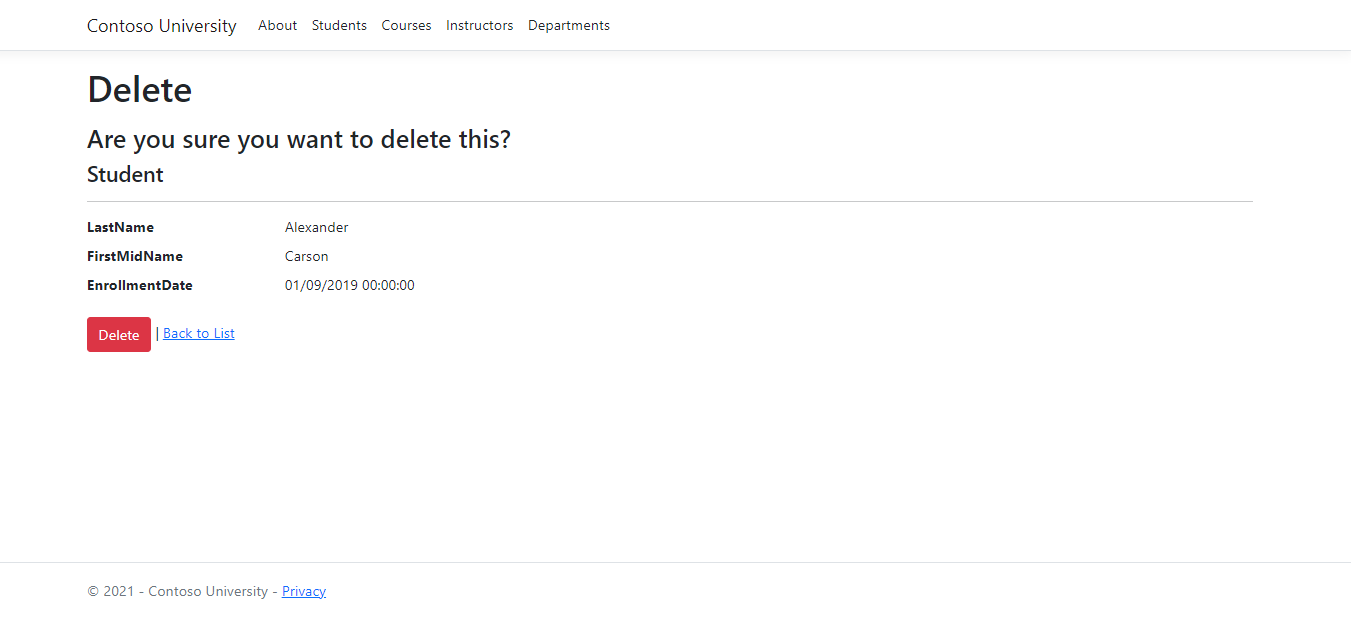 Contoso University About Students Courses Instructors Departments
Delete
Are you sure you want to delete this?
Student
LastName Alexander
FirstMidName Carson
EnrollmentDate 01/09/2019 00:00:00
Delete | Back to List
© 2021 - Contoso University - Privacy